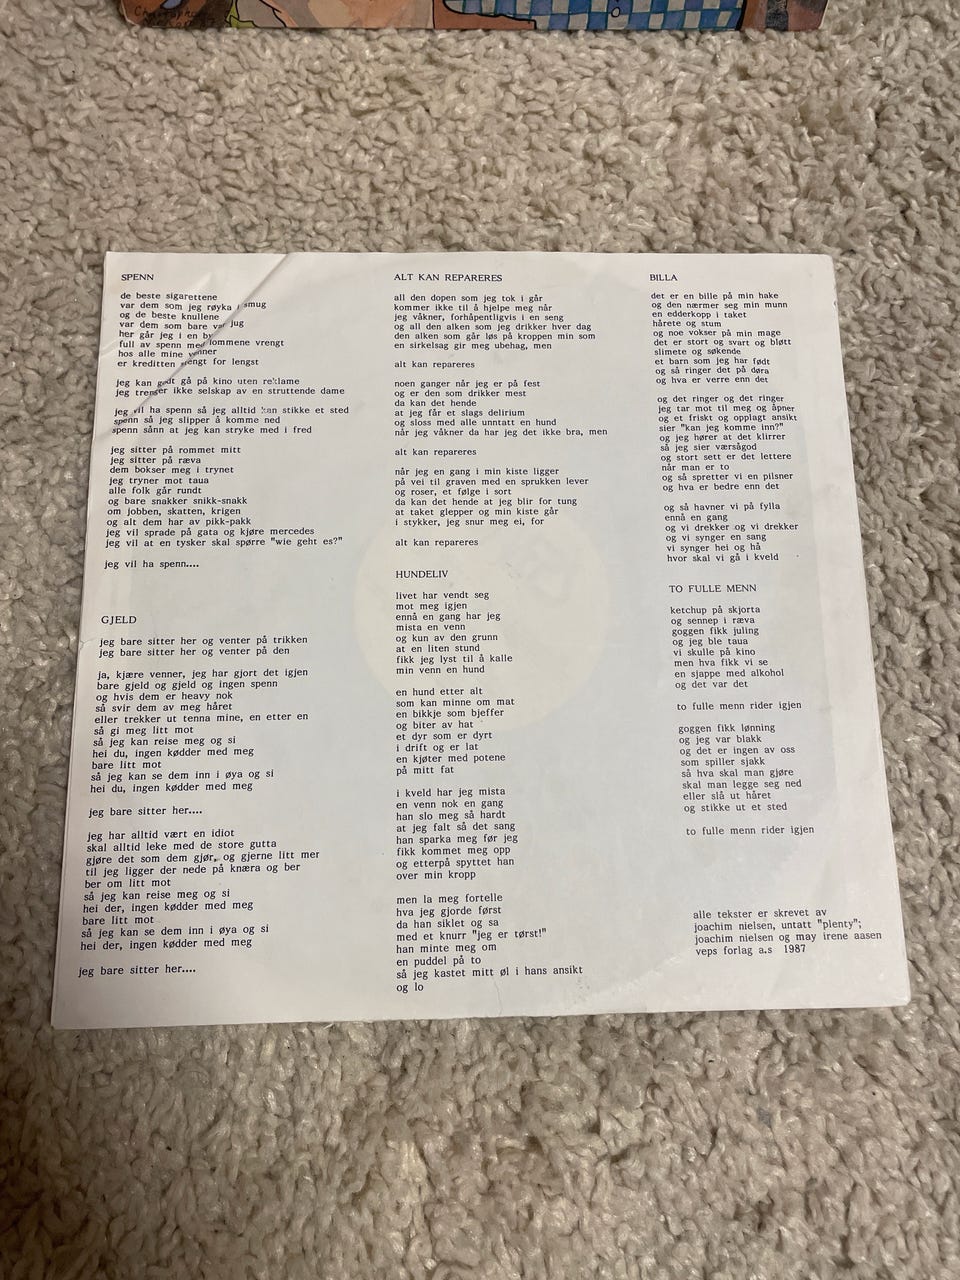 SPENN
de beste sigarettene
var dem som jeg røyka i smug
og de beste knullene
var dem som bare var jug
her går jeg i en
full av spenn med lommene vrengt
hos alle mine venner
er kreditten stengt for lengst
jeg kan godt gå på kino uten reklame
jeg trenger ikke selskap av en struttende dame
jeg vil ha spenn så jeg alltid kan stikke et sted
spenn så jeg slipper å komme ned
spenn sånn at jeg kan stryke med i fred
jeg sitter på rommet mitt
jeg sitter på ræva
dem bokser meg i trynet
jeg tryner mot taua
alle folk går rundt
og bare snakker snikk-snakk
om jobben, skatten, krigen
og alt dem har av pikk-pakk
jeg vil sprade på gata og kjøre mercedes
jeg vil at en tysker skal spørre "wie geht es?"
jeg vil ha spenn....
GJELD
jeg bare sitter her og venter på trikken
jeg bare sitter her og venter på den
ja, kjære venner, jeg har gjort det igjen
bare gjeld og gjeld og ingen spenn
og hvis dem er heavy nok
så svir dem av meg håret
eller trekker ut tenna mine, en etter en
så gi meg litt mot
så jeg kan reise meg og si
hei du, ingen kødder med meg
bare litt mot
så jeg kan se dem inn i øya og si
hei du, ingen kødder med meg
jeg bare sitter her....
jeg har alltid vært en idiot
skal alltid leke med de store gutta
gjøre det som dem gjør, og gjerne litt mer
til jeg ligger der nede på knæra og ber
ber om litt mot
så jeg kan reise meg og si
hei der, ingen kødder med meg
bare litt mot
så jeg kan se dem inn i øya og si
hei der, ingen kødder med meg
jeg bare sitter her....
ALT KAN REPARERES
all den dopen som jeg tok i går
kommer ikke til å hjelpe meg når
jeg våkner, forhåpentligvis i en seng
og all den alken som jeg drikker hver dag
den alken som går løs på kroppen min som
en sirkelsag gir meg ubehag, men
alt kan repareres
noen ganger når jeg er på fest
og er den som drikker mest
da kan det hende
at jeg får et slags delirium
og sloss med alle unntatt en hund
når jeg våkner da har jeg det ikke bra, men
alt kan repareres
når jeg en gang i min kiste ligger
på vei til graven med en sprukken lever
og roser, et følge i sort
da kan det hende at jeg blir for tung
at taket glepper og min kiste går
i stykker, jeg snur meg ei, for
alt kan repareres
HUNDELIV
livet har vendt seg
mot meg igjen
ennå en gang har jeg
mista en venn
og kun av den grunn
at en liten stund
fikk jeg lyst til å kalle
min venn en hund
en hund etter alt
som kan minne om mat
en bikkje som bjeffer
og biter av hat
et dyr som er dyrt
i drift og er lat
en kjøter med potene
på mitt fat
i kveld har jeg mista
en venn nok en gang
han slo meg så hardt
at jeg falt så det sang
han sparka meg før jeg
fikk kommet meg opp
og etterpå spyttet han
over min kropp
men la meg fortelle
hva jeg gjorde først
da han siklet og sa
med et knurr "jeg er tørst!"
han minte meg om
en puddel på to
så jeg kastet mitt øl i hans ansikt
og lo
BILLA
det er en bille på min hake
og den nærmer seg min munn
en edderkopp i taket
hårete og stum
og noe vokser på min mage
det er stort og svart og bløtt
slimete og søkende
et barn som jeg har født
og så ringer det på døra
og hva er verre enn det
og det ringer og det ringer
jeg tar mot til meg og åpner
og et friskt og opplagt ansikt
sier "kan jeg komme inn?"
og jeg hører at det klirrer
så jeg sier værsågod
og stort sett er det lettere
når man er to
og så spretter vi en pilsner
og hva er bedre enn det
og så havner vi på fylla
ennå en gang
og vi drekker og vi drekker
og vi synger en sang
vi synger hei og hå
hvor skal vi gå i kveld
TO FULLE MENN
ketchup på skjorta
og sennep i ræva
goggen fikk juling
og jeg ble taua
vi skulle på kino
men hva fikk vi se
en sjappe med alkohol
og det var det
to fulle menn rider igjen
goggen fikk lønning
og jeg var blakk
og det er ingen av oss
som spiller sjakk
så hva skal man gjøre
skal man legge seg ned
eller slå ut håret
og stikke ut et sted
to fulle menn rider igjen
alle tekster er skrevet av
joachim nielsen, untatt "plenty";
joachim nielsen og may irene aasen
veps forlag a.s 1987